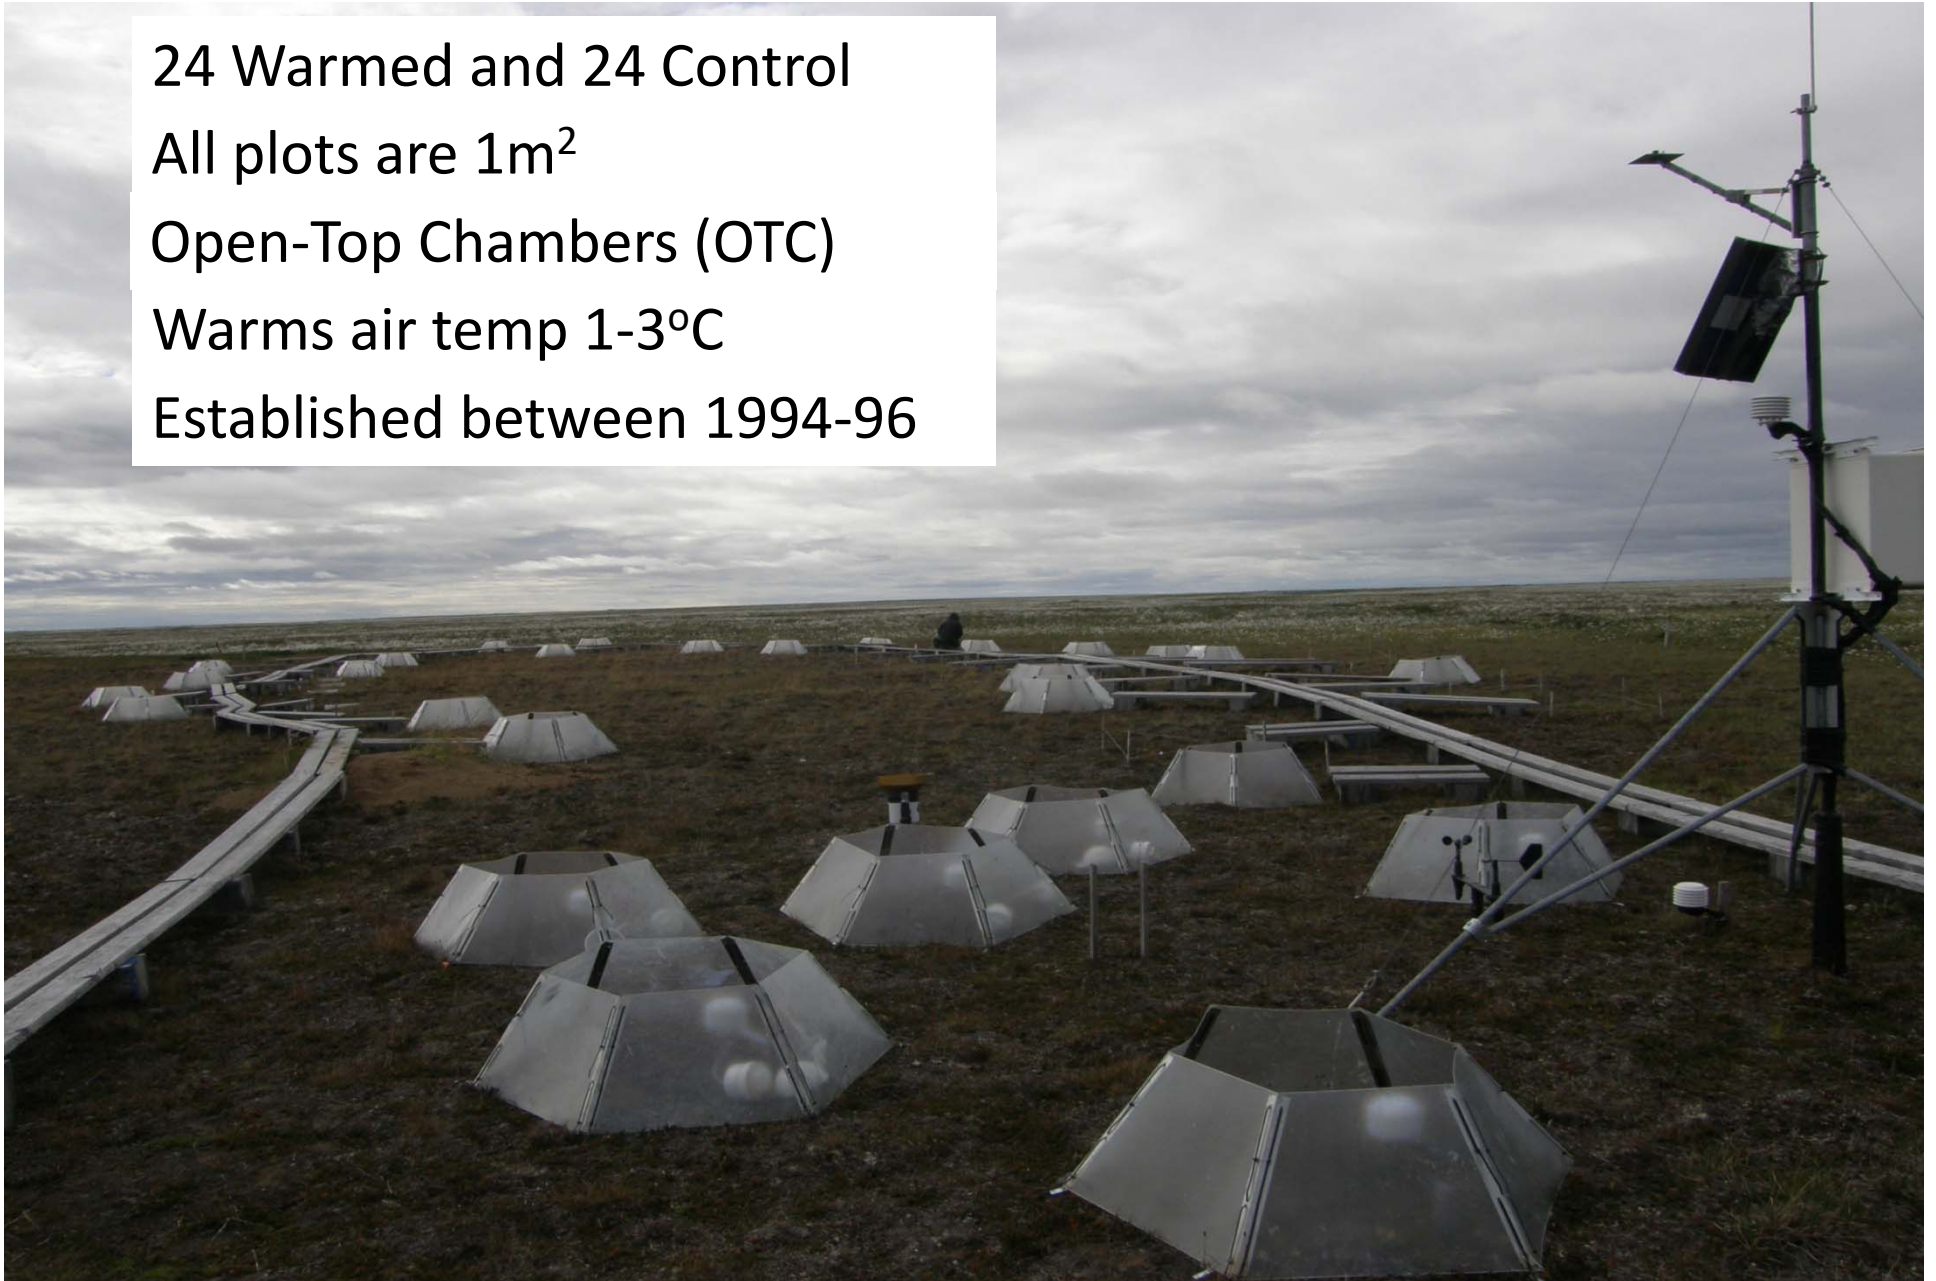 24 Warmed and 24 Control
All plots are 1m²
Open-Top Chambers (OTC)
Warms air temp 1-3ºC
Established between 1994-96